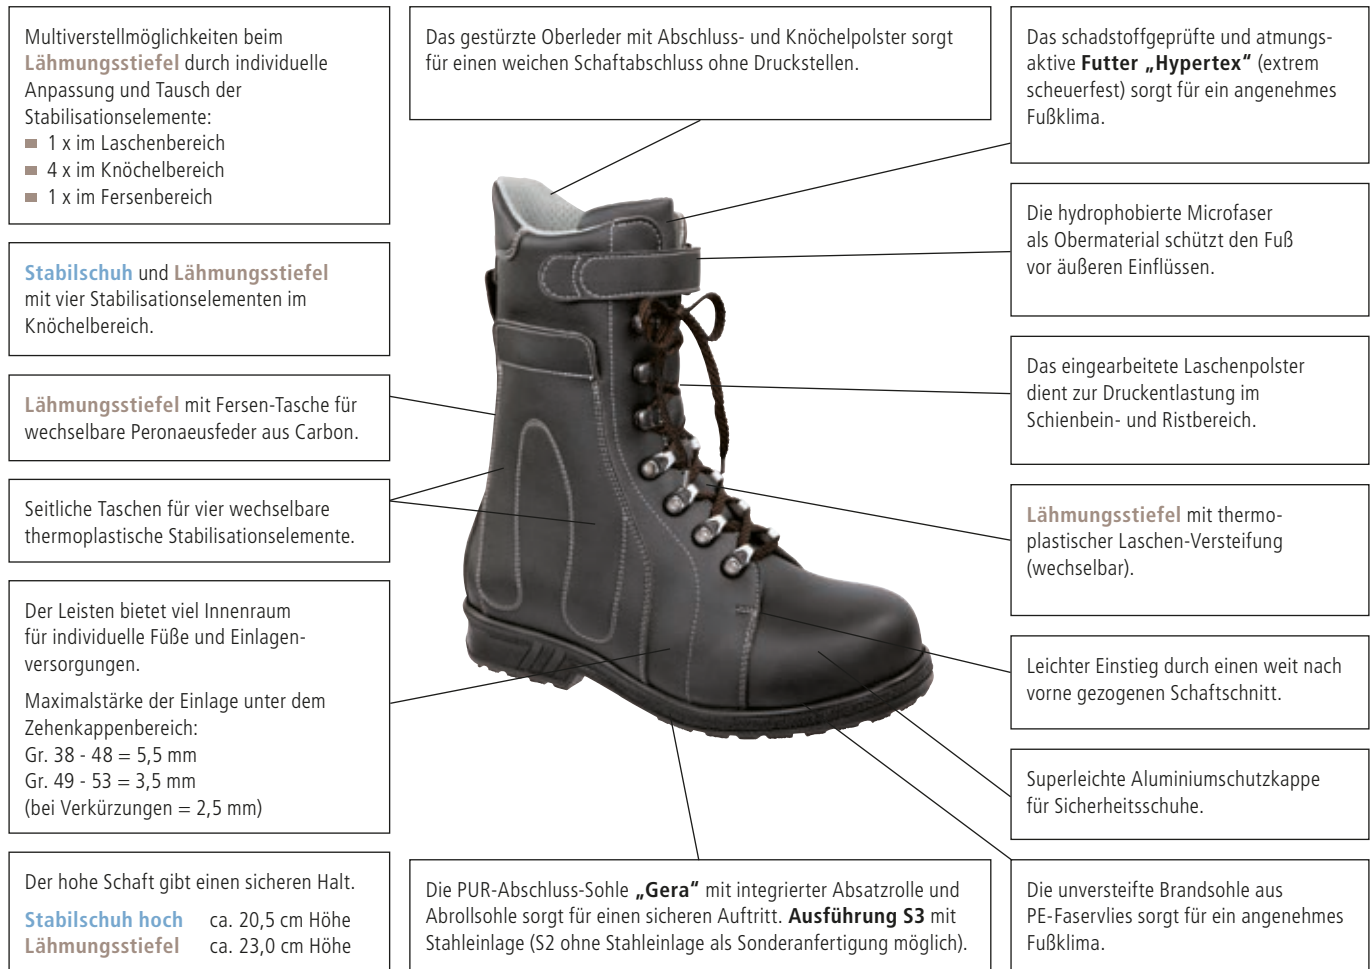 Multiverstellmöglichkeiten beim
Lähmungsstiefel durch individuelle
Anpassung und Tausch der
Stabilisationselemente:
1 x im Laschenbereich
4 x im Knöchelbereich
1 x im Fersenbereich
Stabilschuh und Lähmungsstiefel
mit vier Stabilisationselementen im
Knöchelbereich.
Lähmungsstiefel mit Fersen-Tasche für
wechselbare Peronaeusfeder aus Carbon.
Seitliche Taschen für vier wechselbare
thermoplastische Stabilisationselemente.
Der Leisten bietet viel Innenraum
für individuelle Füße und Einlagen-
versorgungen.
Maximalstärke der Einlage unter dem
Zehenkappenbereich:
Gr. 38 - 48 = 5,5 mm
Gr. 49 - 53 = 3,5 mm
(bei Verkürzungen = 2,5 mm)
Der hohe Schaft gibt einen sicheren Halt.
Stabilschuh hoch ca. 20,5 cm Höhe
Lähmungsstiefel ca. 23,0 cm Höhe
Das gestürzte Oberleder mit Abschluss- und Knöchelpolster sorgt
für einen weichen Schaftabschluss ohne Druckstellen.
Die PUR-Abschluss-Sohle „Gera“ mit integrierter Absatzrolle und
Abrollsohle sorgt für einen sicheren Auftritt. Ausführung S3 mit
Stahleinlage (S2 ohne Stahleinlage als Sonderanfertigung möglich).
Das schadstoffgeprüfte und atmungs-
aktive Futter „Hypertex“ (extrem
scheuerfest) sorgt für ein angenehmes
Fußklima.
Die hydrophobierte Microfaser
als Obermaterial schützt den Fuß
vor äußeren Einflüssen.
Das eingearbeitete Laschenpolster
dient zur Druckentlastung im
Schienbein- und Ristbereich.
Lähmungsstiefel mit thermo-
plastischer Laschen-Versteifung
(wechselbar).
Leichter Einstieg durch einen weit nach
vorne gezogenen Schaftschnitt.
Superleichte Aluminiumschutzkappe
für Sicherheitsschuhe.
Die unversteifte Brandsohle aus
PE-Faservlies sorgt für ein angenehmes
Fußklima.